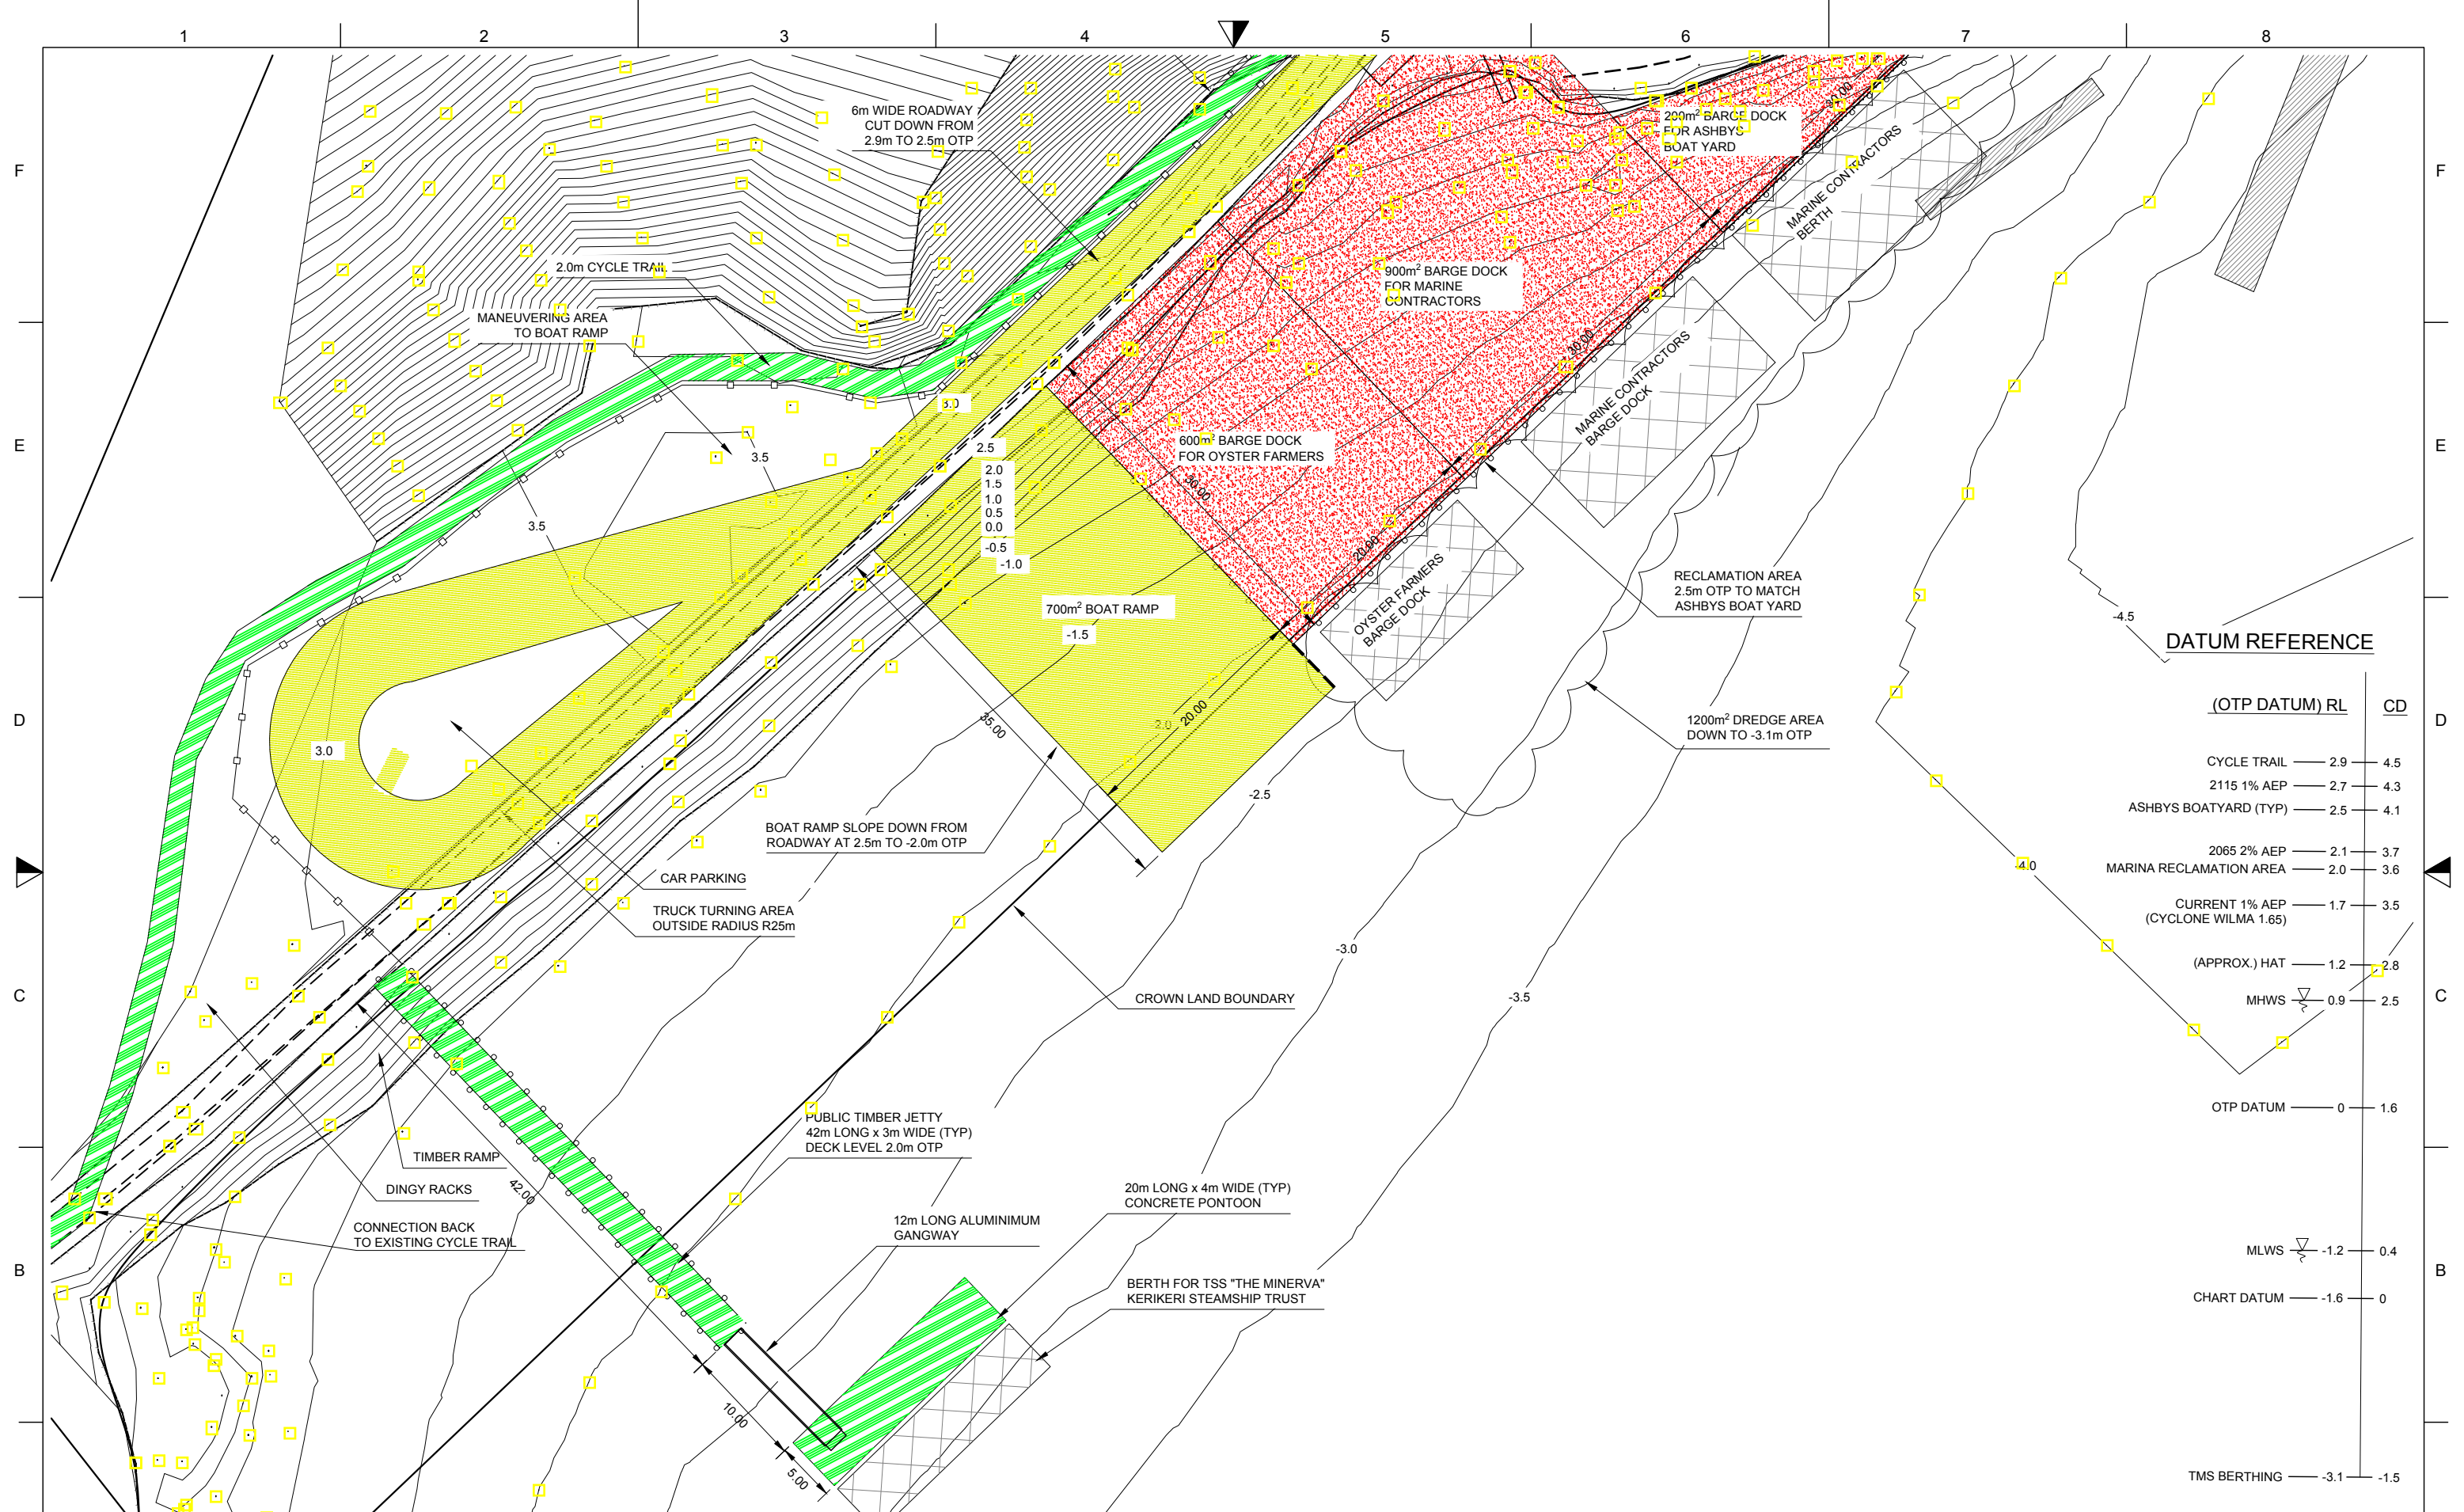 1
2
3
4
5
6
7
8
F
F
6m WIDE ROADWAY
CUT DOWN FROM
2.9m TO 2.5m OTP
200m² BARGE DOCK
FOR ASHBYS
BOAT YARD
MARINE CONTRACTORS
BERTH
2.0m CYCLE TRAIL
900m² BARGE DOCK
FOR MARINE
CONTRACTORS
MANEUVERING AREA
TO BOAT RAMP
30.00
MARINE CONTRACTORS
BARGE DOCK
E
E
3.0
3.5
2.5
2.0
1.5
1.0
0.5
0.0
-0.5
-1.0
600m² BARGE DOCK
FOR OYSTER FARMERS
30.00
3.5
20.00
OYSTER FARMERS
BARGE DOCK
RECLAMATION AREA
2.5m OTP TO MATCH
ASHBYS BOAT YARD
700m² BOAT RAMP
-1.5
-4.5
DATUM REFERENCE
D
D
(OTP DATUM) RL
CD
3.0
35.00
-2.0
20.00
1200m² DREDGE AREA
DOWN TO -3.1m OTP
CYCLE TRAIL 2.9 4.5
2115 1% AEP 2.7 4.3
ASHBYS BOATYARD (TYP) 2.5 4.1
-2.5
BOAT RAMP SLOPE DOWN FROM
ROADWAY AT 2.5m TO -2.0m OTP
2065 2% AEP 2.1 3.7
MARINA RECLAMATION AREA 2.0 3.6
-4.0
CAR PARKING
TRUCK TURNING AREA
OUTSIDE RADIUS R25m
CURRENT 1% AEP 1.7 3.5
(CYCLONE WILMA 1.65)
-3.0
(APPROX.) HAT 1.2 2.8
C
C
-3.5
CROWN LAND BOUNDARY
MHWS 0.9 2.5
OTP DATUM 0 1.6
PUBLIC TIMBER JETTY
42m LONG x 3m WIDE (TYP)
DECK LEVEL 2.0m OTP
TIMBER RAMP
DINGY RACKS
42.00
20m LONG x 4m WIDE (TYP)
CONCRETE PONTOON
12m LONG ALUMINIMUM
GANGWAY
CONNECTION BACK
TO EXISTING CYCLE TRAIL
MLWS -1.2 0.4
B
B
BERTH FOR TSS "THE MINERVA"
KERIKERI STEAMSHIP TRUST
CHART DATUM -1.6 0
10.00
5.00
TMS BERTHING -3.1 -1.5